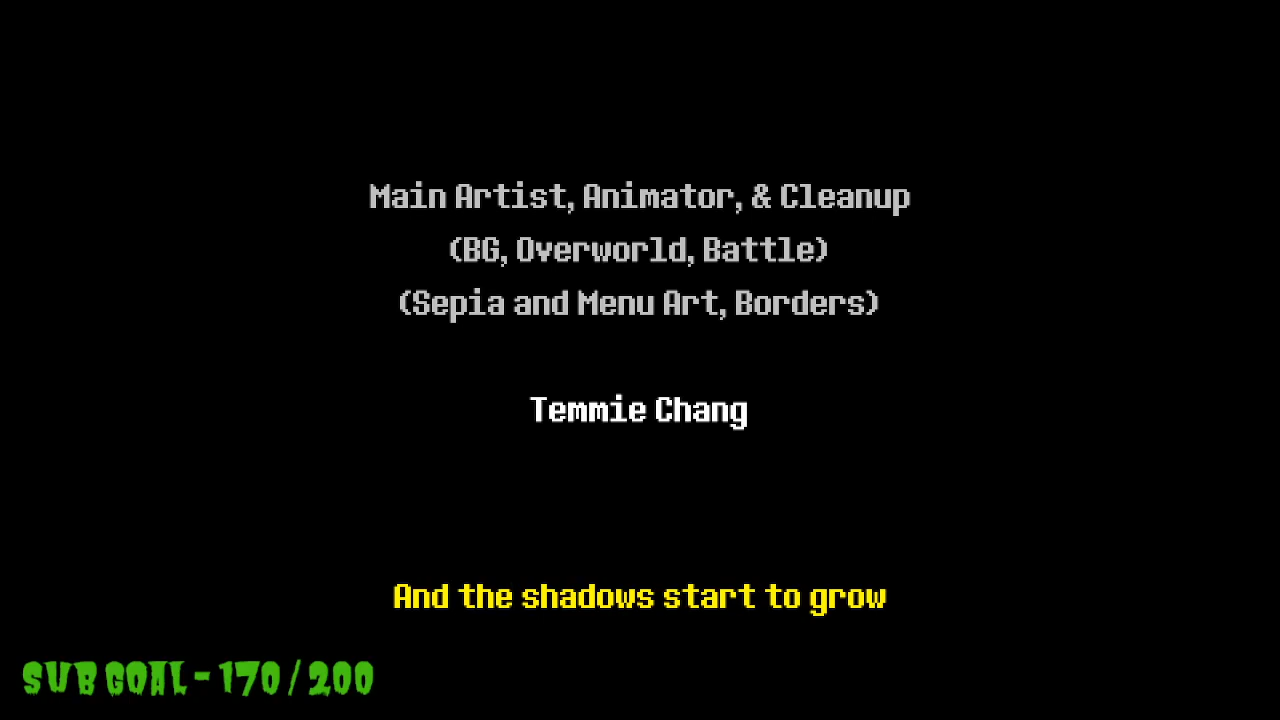 Main Artist, Animator, & Cleanup
(BG, Overworld, Battle)
(Sepia and Menu Art, Borders)
Temmie Chang
And the shadows start to grow
SUB GOAL - 170 / 200